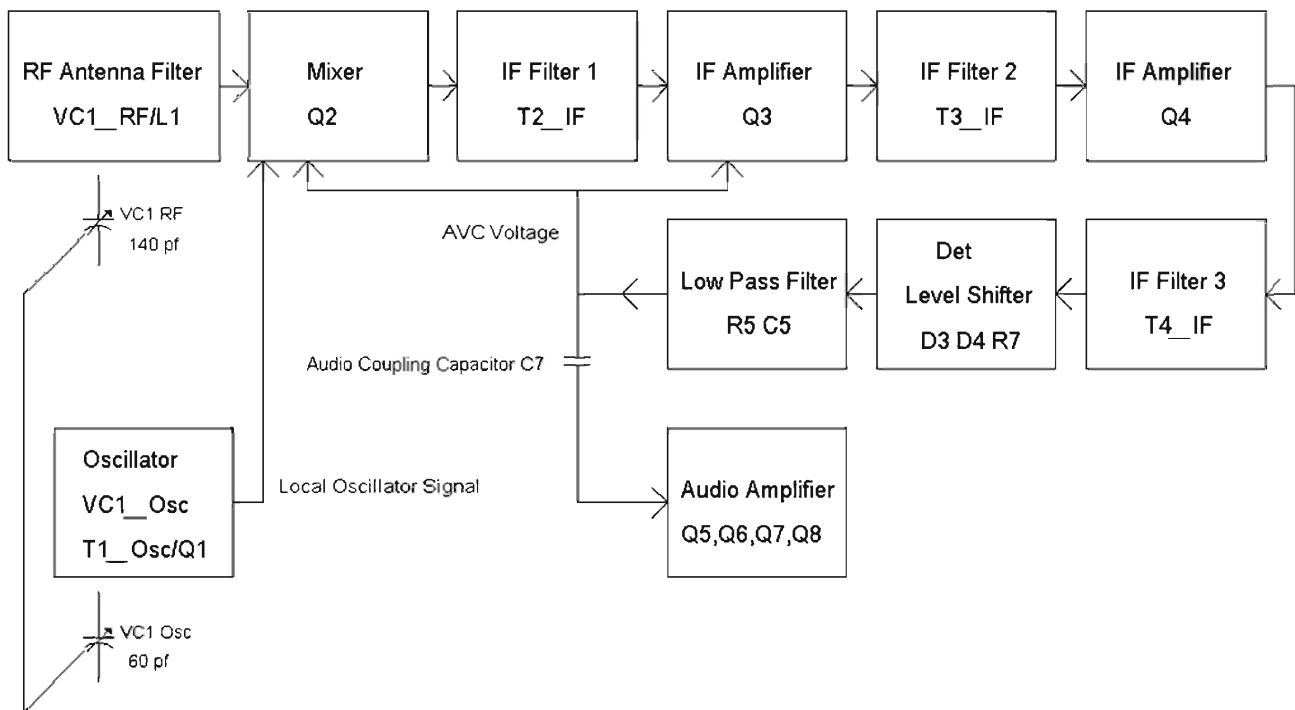 RF Antenna Filter
VC1__RF/L1
Mixer
Q2
IF Filter 1
T2__IF
IF Amplifier
Q3
IF Filter 2
T3__IF
IF Amplifier
Q4
VC1 RF
140 pf
AVC Voltage
Low Pass Filter
R5 C5
Det
Level Shifter
D3 D4 R7
IF Filter 3
T4__IF
Audio Coupling Capacitor C7
Oscillator
VC1__Osc
T1__Osc/Q1
Local Oscillator Signal
Audio Amplifier
Q5,Q6,Q7,Q8
VC1 Osc
60 pf